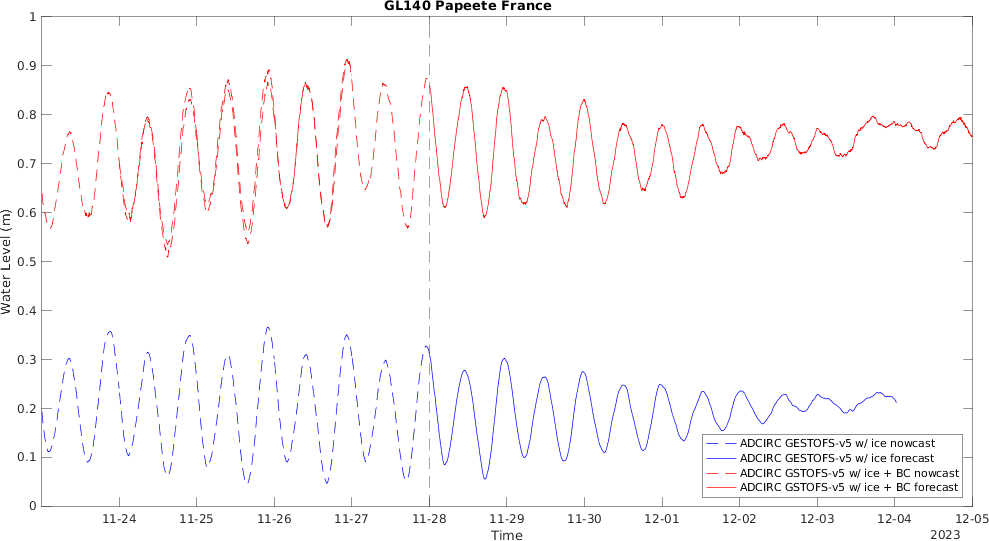 GL140 Papeete France
1
0.9
0.8
0.7
0.6
0.5
0.4
0.3
0.2
0.1
0
Water Level (m)
ADCIRC GESTOFS-v5 w/ ice nowcast
ADCIRC GESTOFS-v5 w/ ice forecast
ADCIRC GSTOFS-v5 w/ ice + BC nowcast
ADCIRC GSTOFS-v5 w/ ice + BC forecast
11-24 11-25 11-26 11-27 11-28 11-29 11-30 12-01 12-02 12-03 12-04 12-05
Time
2023